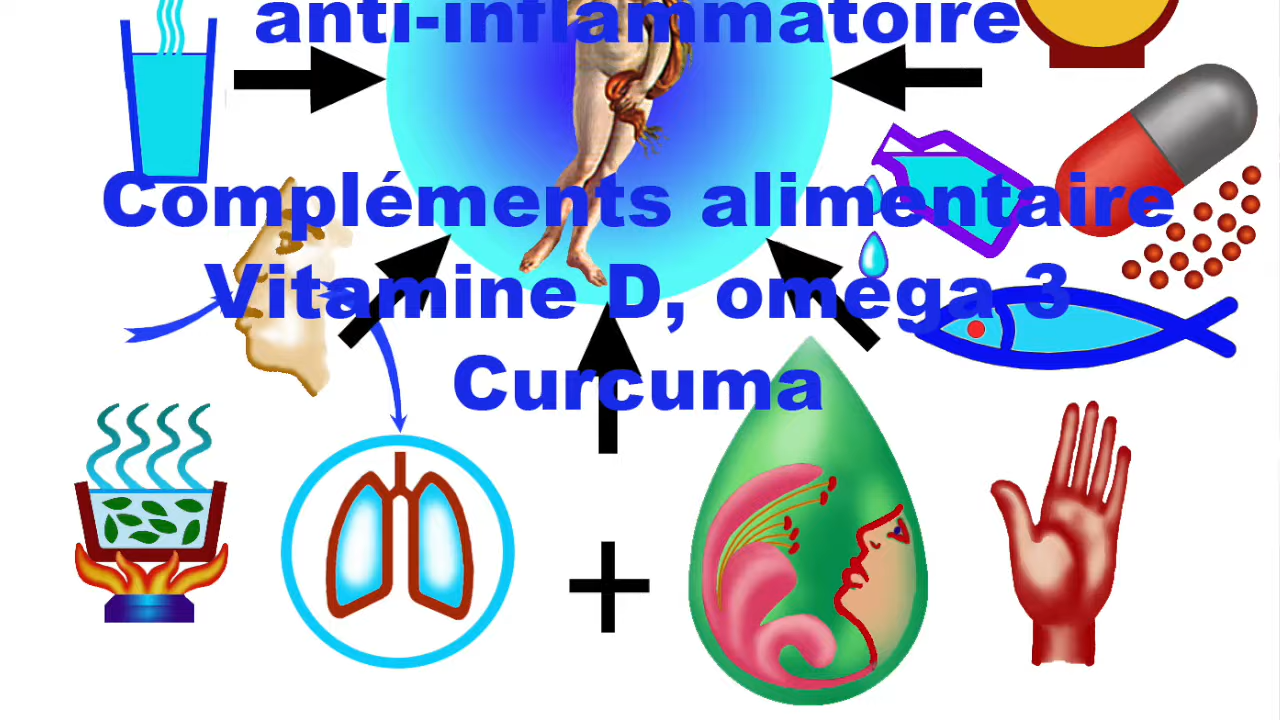 anti-inflammatoire
Compléments alimentaire
Vitamine D, oméga 3
Curcuma